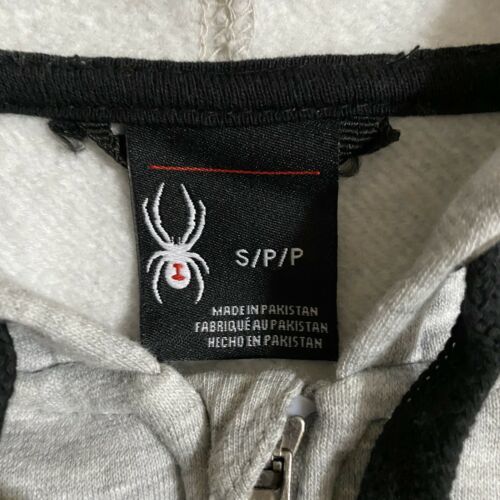 S/P/P
MADE IN PAKISTAN
FABRIQUÉ AU PAKISTAN
HECHO EN PAKISTAN